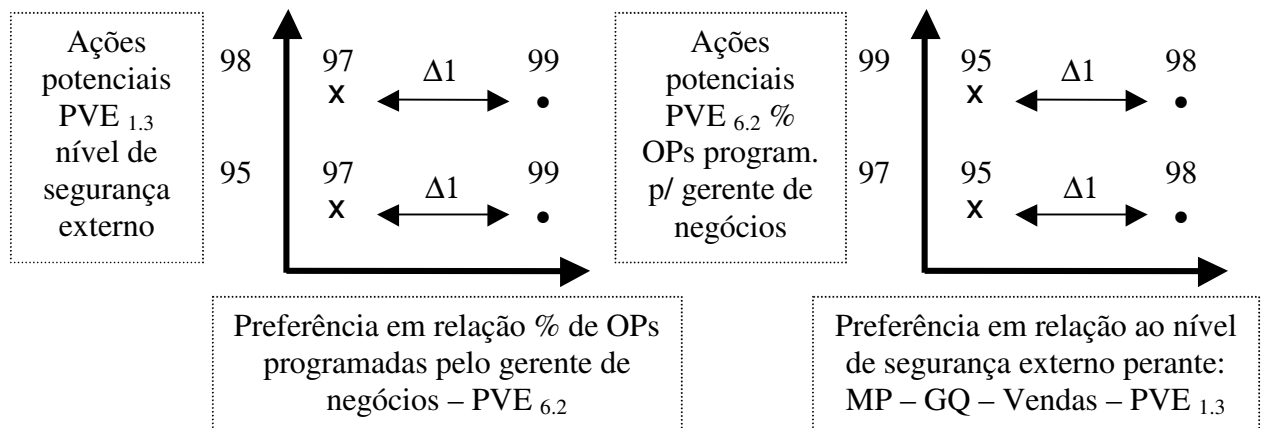 Ações
potenciais
PVE 1.3
nível de
segurança
externo
98
97
Δ1
99
x
•
95
97
Δ1
99
x
•
Preferência em relação % de OPs
programadas pelo gerente de
negócios – PVE 6.2
Ações
potenciais
PVE 6.2 %
OPs program.
p/ gerente de
negócios
99
95
Δ1
98
x
•
97
95
Δ1
98
x
•
Preferência em relação ao nível
de segurança externo perante:
MP – GQ – Vendas – PVE 1.3